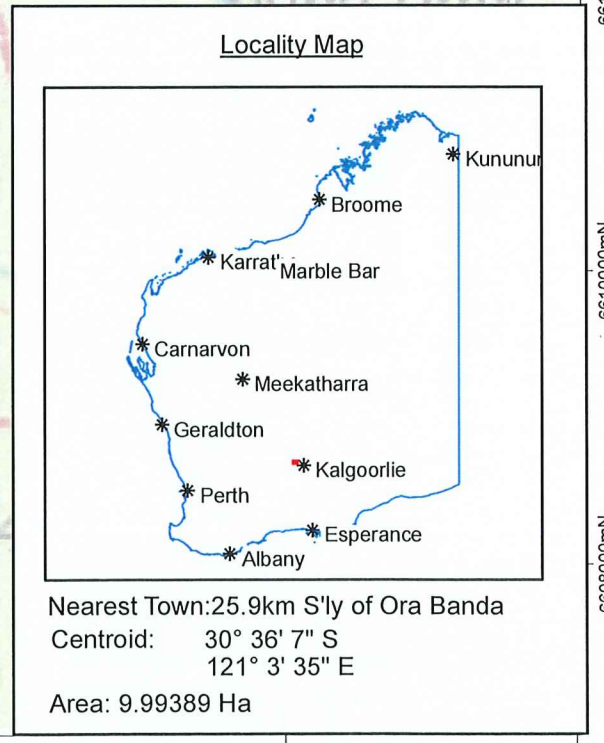 Locality Map
Kununur
Broome
Karrat'
Marble Bar
Carnarvon
Meekatharra
Geraldton
Kalgoorlie
Perth
Esperance
Albany
Nearest Town:25.9km S'ly of Ora Banda
Centroid: 30° 36' 7" S
121° 3' 35" E
Area: 9.99389 Ha